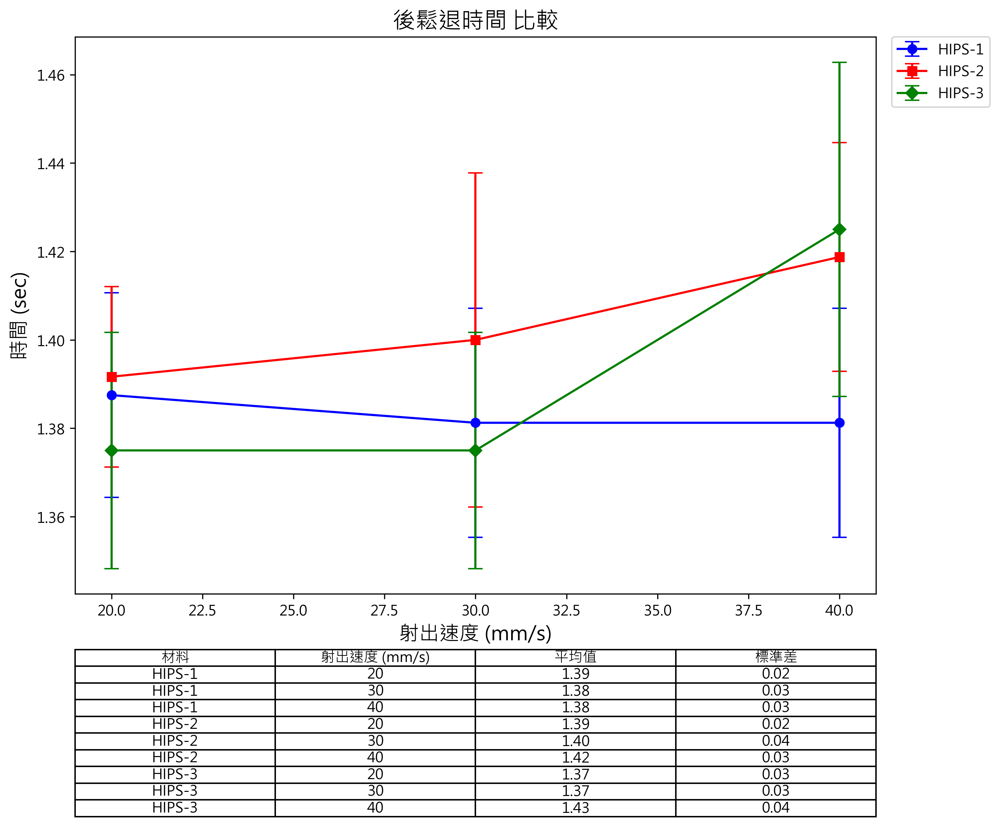 後鬆退時間 比較
HIPS-1
HIPS-2
HIPS-3
時間 (sec)
1.46
1.44
1.42
1.40
1.38
1.36
20.0 22.5 25.0 27.5 30.0 32.5 35.0 37.5 40.0
射出速度 (mm/s)
材料 射出速度 (mm/s) 平均值 標準差
HIPS-1 20 1.39 0.02
HIPS-1 30 1.38 0.03
HIPS-1 40 1.38 0.03
HIPS-2 20 1.39 0.02
HIPS-2 30 1.40 0.04
HIPS-2 40 1.42 0.03
HIPS-3 20 1.37 0.03
HIPS-3 30 1.37 0.03
HIPS-3 40 1.43 0.04